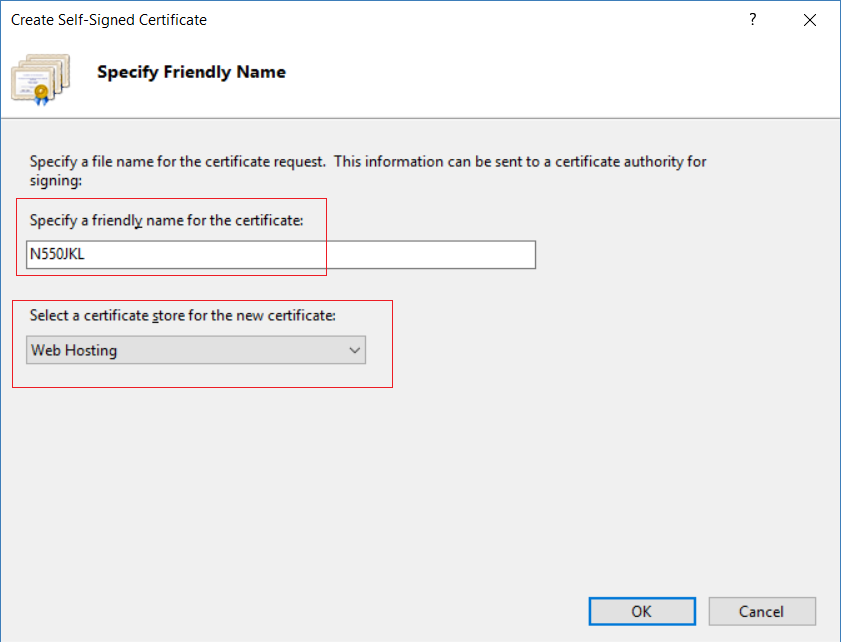 Create Self-Signed Certificate
?
Specify Friendly Name
Specify a file name for the certificate request.  This information can be sent to a certificate authority for
signing:
Specify a friendly name for the certificate:
N550JKL
Select a certificate store for the new certificate:
Web Hosting
OK
Cancel